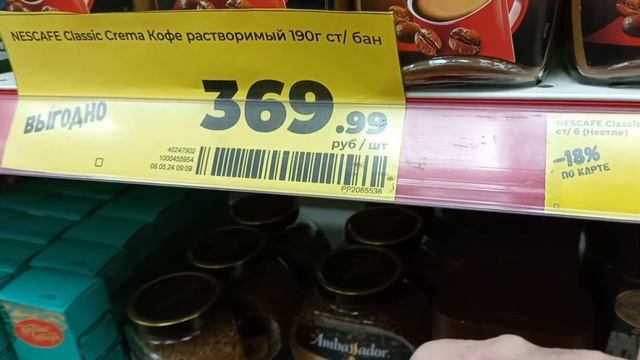 NESCAFE Classic Crema Кофе растворимый 190г ст/ бан
ВЫГОДНО
369.99
руб / шт
46247902
1000455954
08.05.24 09:09
PP2085538
NESCAFE Classic
ст/ б (Нестле)
-18%
ПО КАРТЕ
Ambassador